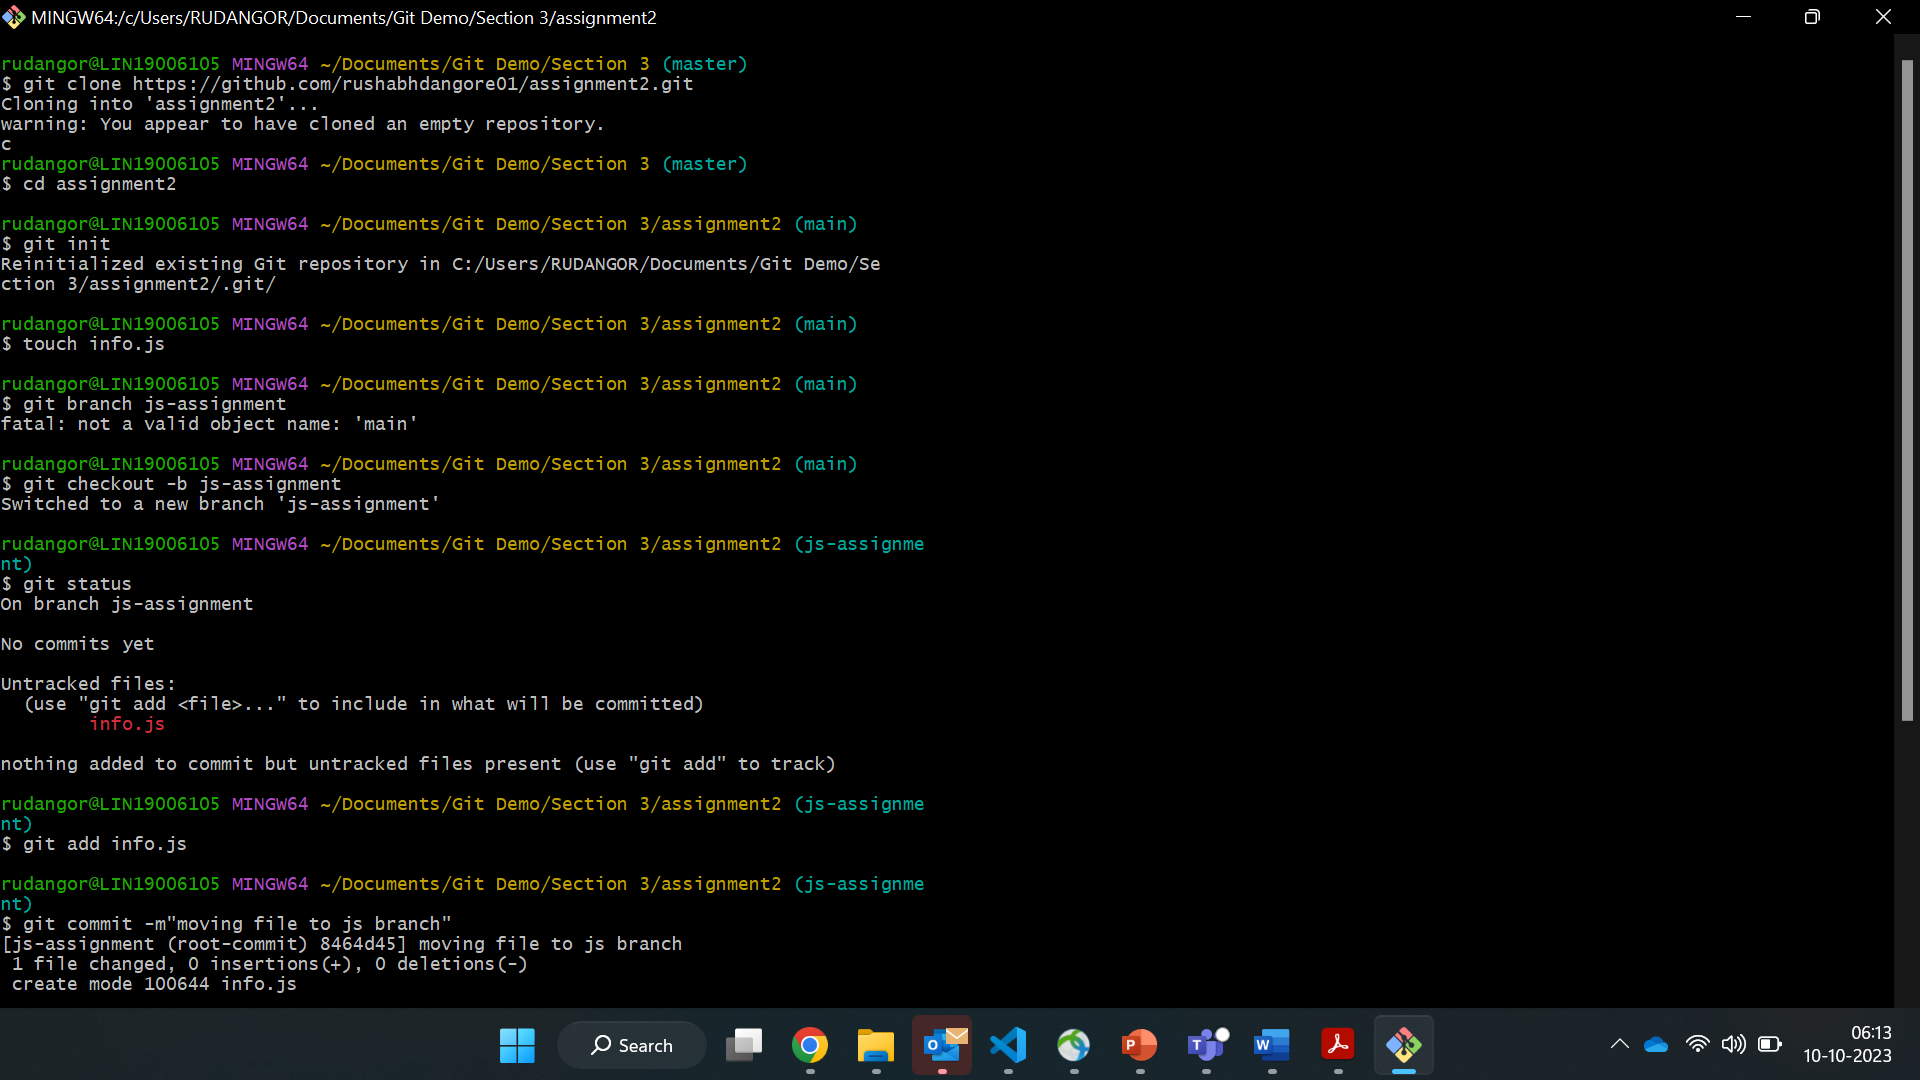 MINGW64:/c/Users/RUDANGOR/Documents/Git Demo/Section 3/assignment2
rudangor@LIN19006105 MINGW64 ~/Documents/Git Demo/Section 3 (master)
$ git clone https://github.com/rushabhdangore01/assignment2.git
Cloning into 'assignment2'...
warning: You appear to have cloned an empty repository.
c
rudangor@LIN19006105 MINGW64 ~/Documents/Git Demo/Section 3 (master)
$ cd assignment2
rudangor@LIN19006105 MINGW64 ~/Documents/Git Demo/Section 3/assignment2 (main)
$ git init
Reinitialized existing Git repository in C:/Users/RUDANGOR/Documents/Git Demo/Se
ction 3/assignment2/.git/
rudangor@LIN19006105 MINGW64 ~/Documents/Git Demo/Section 3/assignment2 (main)
$ touch info.js
rudangor@LIN19006105 MINGW64 ~/Documents/Git Demo/Section 3/assignment2 (main)
$ git branch js-assignment
fatal: not a valid object name: 'main'
rudangor@LIN19006105 MINGW64 ~/Documents/Git Demo/Section 3/assignment2 (main)
$ git checkout -b js-assignment
Switched to a new branch 'js-assignment'
rudangor@LIN19006105 MINGW64 ~/Documents/Git Demo/Section 3/assignment2 (js-assignme
nt)
$ git status
On branch js-assignment
No commits yet
Untracked files:
  (use "git add <file>..." to include in what will be committed)
        info.js
nothing added to commit but untracked files present (use "git add" to track)
rudangor@LIN19006105 MINGW64 ~/Documents/Git Demo/Section 3/assignment2 (js-assignme
nt)
$ git add info.js
rudangor@LIN19006105 MINGW64 ~/Documents/Git Demo/Section 3/assignment2 (js-assignme
nt)
$ git commit -m"moving file to js branch"
[js-assignment (root-commit) 8464d45] moving file to js branch
 1 file changed, 0 insertions(+), 0 deletions(-)
 create mode 100644 info.js
Search
06:13
10-10-2023